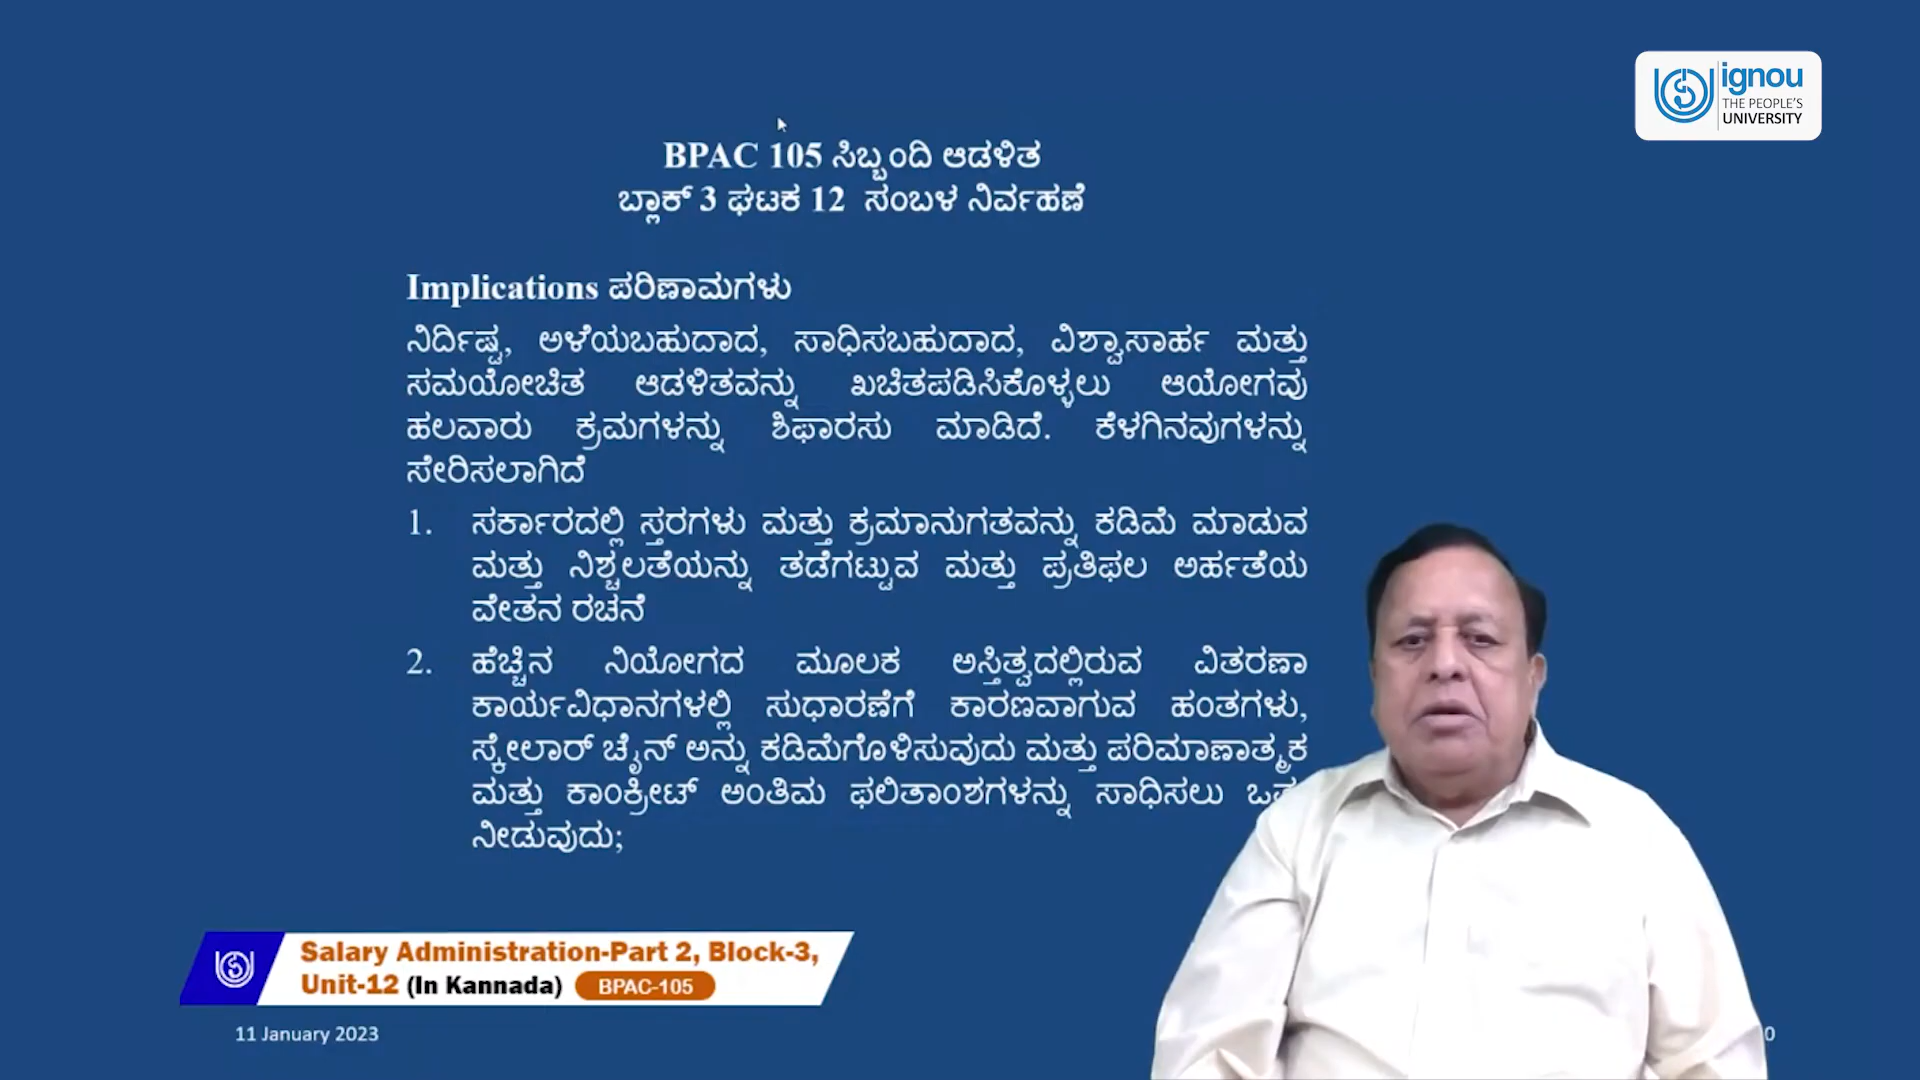 ignou
THE PEOPLE'S
UNIVERSITY
BPAC 105 ಸಿಬ್ಬಂದಿ ಆಡಳಿತ
ಬ್ಲಾಕ್ 3 ಘಟಕ 12 ಸಂಬಳ ನಿರ್ವಹಣೆ
Implications ಪರಿಣಾಮಗಳು
ನಿರ್ದಿಷ್ಟ, ಅಳೆಯಬಹುದಾದ, ಸಾಧಿಸಬಹುದಾದ, ವಿಶ್ವಾಸಾರ್ಹ ಮತ್ತು
ಸಮಯೋಚಿತ ಆಡಳಿತವನ್ನು ಖಚಿತಪಡಿಸಿಕೊಳ್ಳಲು ಆಯೋಗವು
ಹಲವಾರು ಕ್ರಮಗಳನ್ನು ಶಿಫಾರಸು ಮಾಡಿದೆ. ಕೆಳಗಿನವುಗಳನ್ನು
ಸೇರಿಸಲಾಗಿದೆ
1. ಸರ್ಕಾರದಲ್ಲಿ ಸ್ತರಗಳು ಮತ್ತು ಕ್ರಮಾನುಗತವನ್ನು ಕಡಿಮೆ ಮಾಡುವ
ಮತ್ತು ನಿಶ್ಚಲತೆಯನ್ನು ತಡೆಗಟ್ಟುವ ಮತ್ತು ಪ್ರತಿಫಲ ಅರ್ಹತೆಯ
ವೇತನ ರಚನೆ
2. ಹೆಚ್ಚಿನ ನಿಯೋಗದ ಮೂಲಕ ಅಸ್ತಿತ್ವದಲ್ಲಿರುವ ವಿತರಣಾ
ಕಾರ್ಯವಿಧಾನಗಳಲ್ಲಿ ಸುಧಾರಣೆಗೆ ಕಾರಣವಾಗುವ ಹಂತಗಳು,
ಸ್ಕೇಲಾರ್ ಚೈನ್ ಅನ್ನು ಕಡಿಮೆಗೊಳಿಸುವುದು ಮತ್ತು ಪರಿಮಾಣಾತ್ಮಕ
ಮತ್ತು ಕಾಂಕ್ರೀಟ್ ಅಂತಿಮ ಫಲಿತಾಂಶಗಳನ್ನು ಸಾಧಿಸಲು
ನೀಡುವುದು;
Salary Administration-Part 2, Block-3,
Unit-12 (In Kannada) BPAC-105
11 January 2023